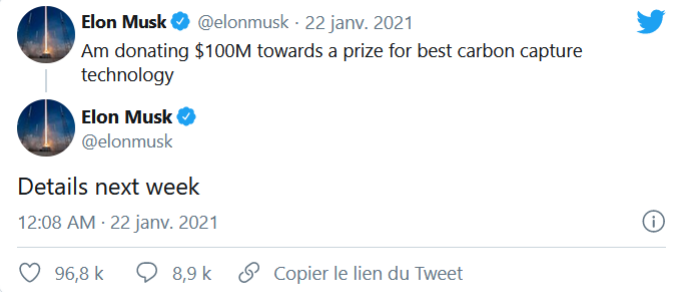 Elon Musk @elonmusk · 22 janv. 2021
Am donating $100M towards a prize for best carbon capture
technology
Elon Musk
@elonmusk
Details next week
12:08 AM · 22 janv. 2021
96,8 k 8,9 k Copier le lien du Tweet